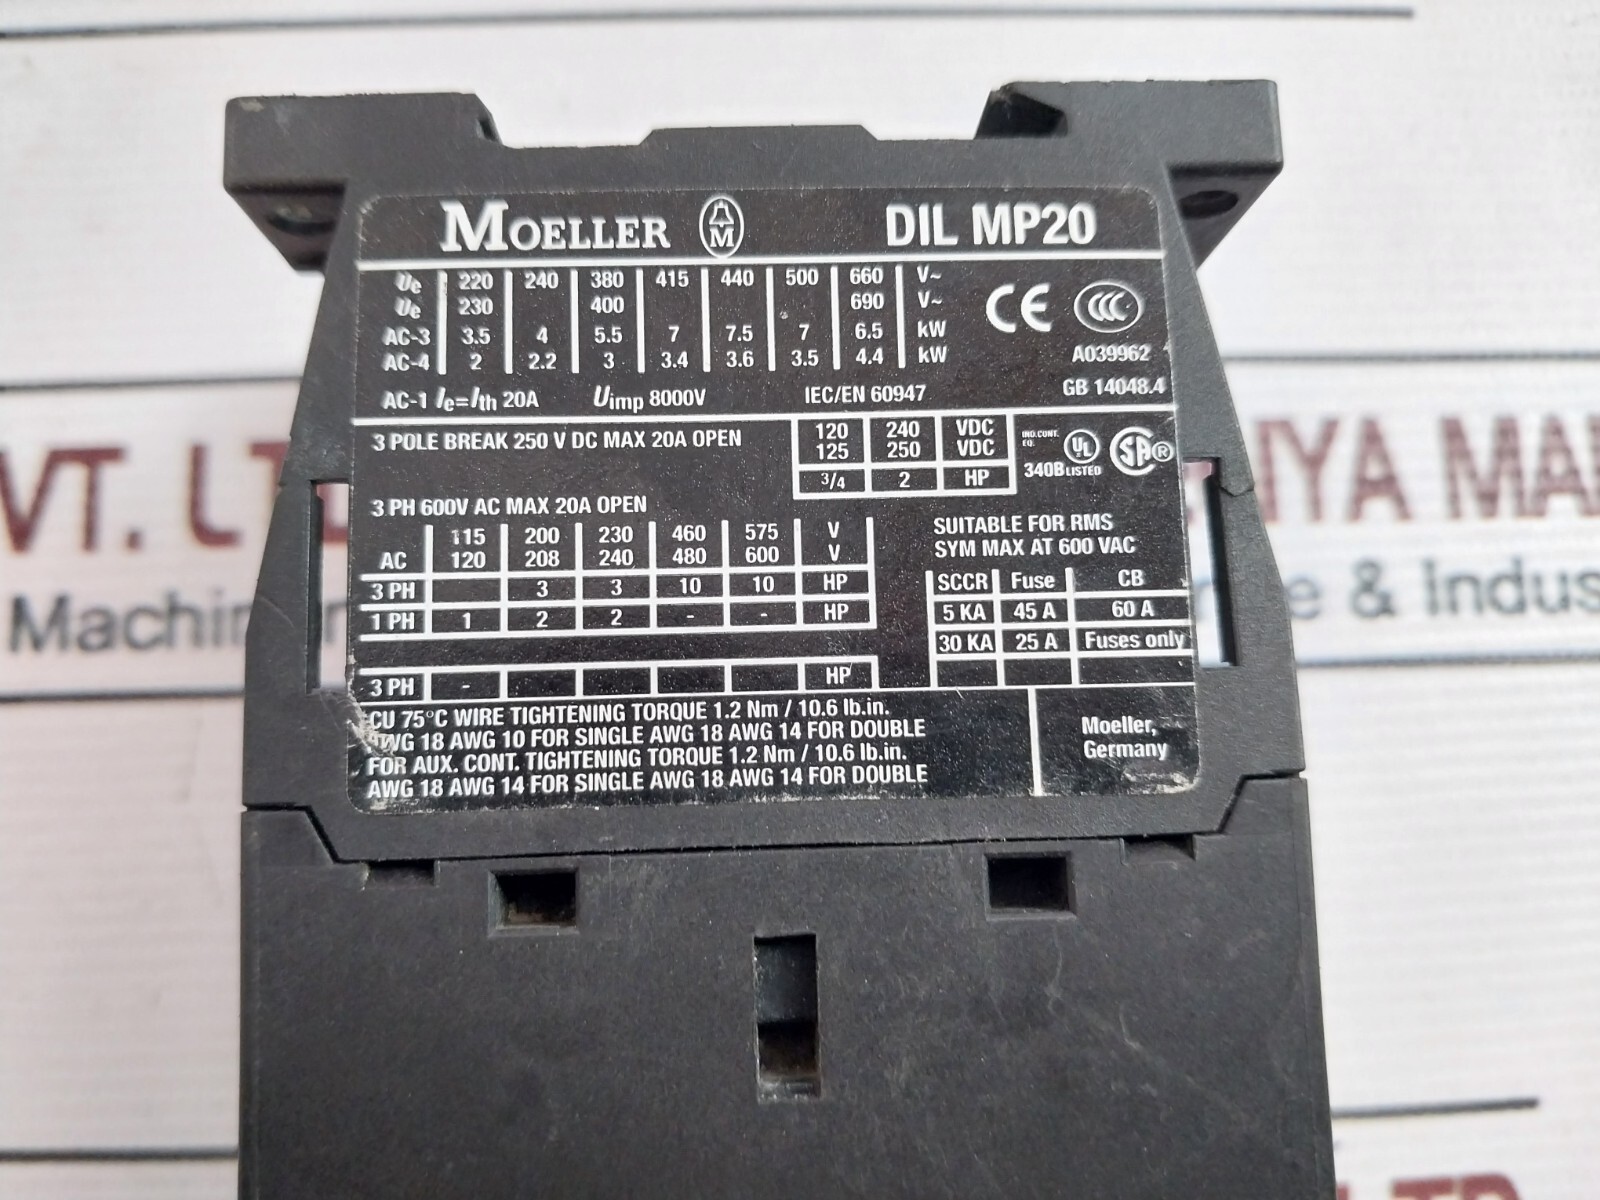 MOELLER M DIL MP20
Ue 220 240 380 415 440 500 660 V~
Ue 230 400 690 V~
AC-3 3.5 4 5.5 7 7.5 7 6.5 kW
AC-4 2 2.2 3 3.4 3.6 3.5 4.4 kW
CE CCC
A039962
AC-1 Ie=Ith 20A Uimp 8000V IEC/EN 60947 GB 14048.4
3 POLE BREAK 250 V DC MAX 20A OPEN
120 240 VDC
125 250 VDC
3/4 2 HP
IND.CONT.
EQ.
UL SA®
340B LISTED
3 PH 600V AC MAX 20A OPEN
115 200 230 460 575 V
AC 120 208 240 480 600 V
3 PH 3 3 10 10 HP
1 PH 1 2 2 - - HP
3 PH - HP
SUITABLE FOR RMS
SYM MAX AT 600 VAC
SCCR Fuse CB
5 KA 45 A 60 A
30 KA 25 A Fuses only
CU 75°C WIRE TIGHTENING TORQUE 1.2 Nm / 10.6 lb.in.
AWG 18 AWG 10 FOR SINGLE AWG 18 AWG 14 FOR DOUBLE
FOR AUX. CONT. TIGHTENING TORQUE 1.2 Nm / 10.6 lb.in.
AWG 18 AWG 14 FOR SINGLE AWG 18 AWG 14 FOR DOUBLE
Moeller,
Germany
VT. LT
& Indus